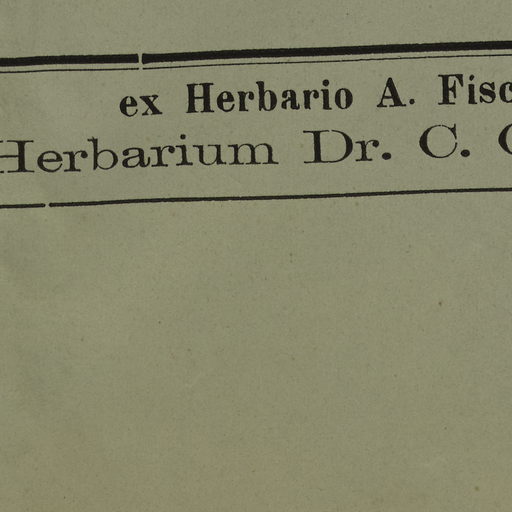 ex Herbario A. Fisc
Herbarium Dr. C.